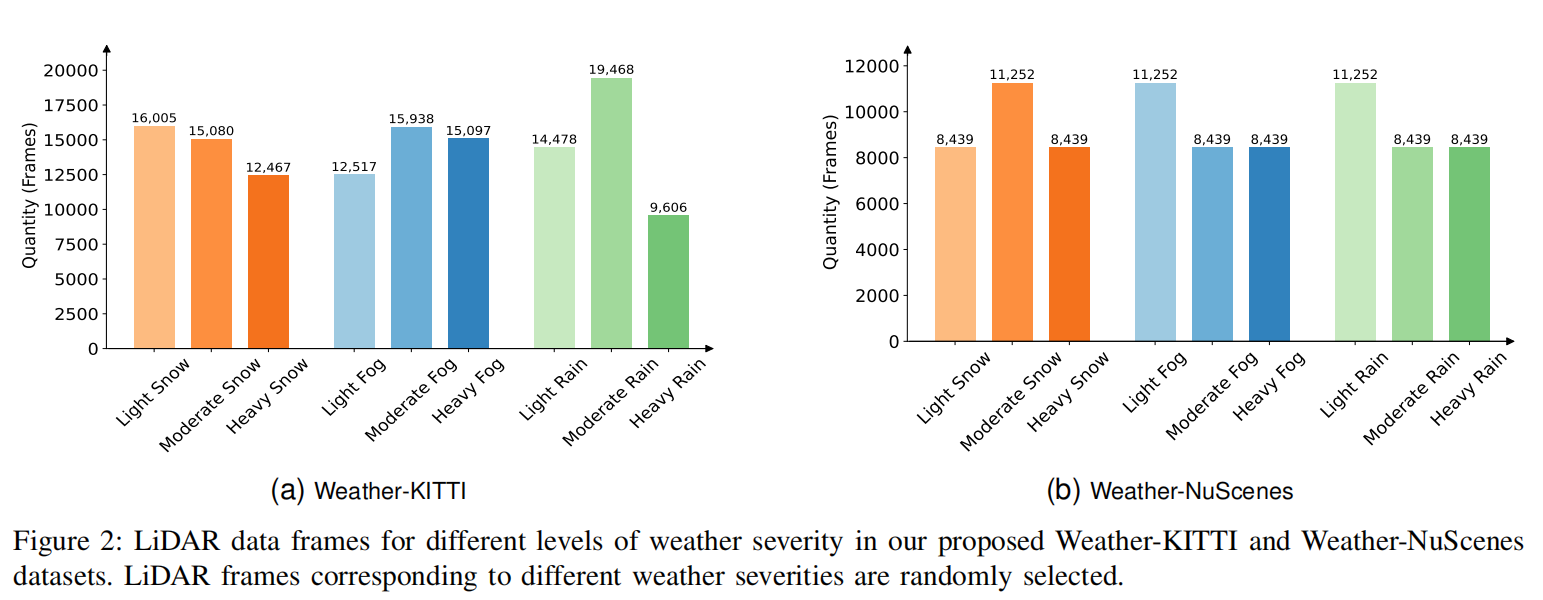 20000
17500
15000
12500
10000
7500
5000
2500
0
Quantity (Frames)
16,005
15,080
12,467
12,517
15,938
15,097
14,478
19,468
9,606
Light Snow
Moderate Snow
Heavy Snow
Light Fog
Moderate Fog
Heavy Fog
Light Rain
Moderate Rain
Heavy Rain
(a) Weather-KITTI
12000
10000
8000
6000
4000
2000
0
Quantity (Frames)
8,439
11,252
8,439
11,252
8,439
8,439
11,252
8,439
8,439
Light Snow
Moderate Snow
Heavy Snow
Light Fog
Moderate Fog
Heavy Fog
Light Rain
Moderate Rain
Heavy Rain
(b) Weather-NuScenes
Figure 2: LiDAR data frames for different levels of weather severity in our proposed Weather-KITTI and Weather-NuScenes
datasets. LiDAR frames corresponding to different weather severities are randomly selected.